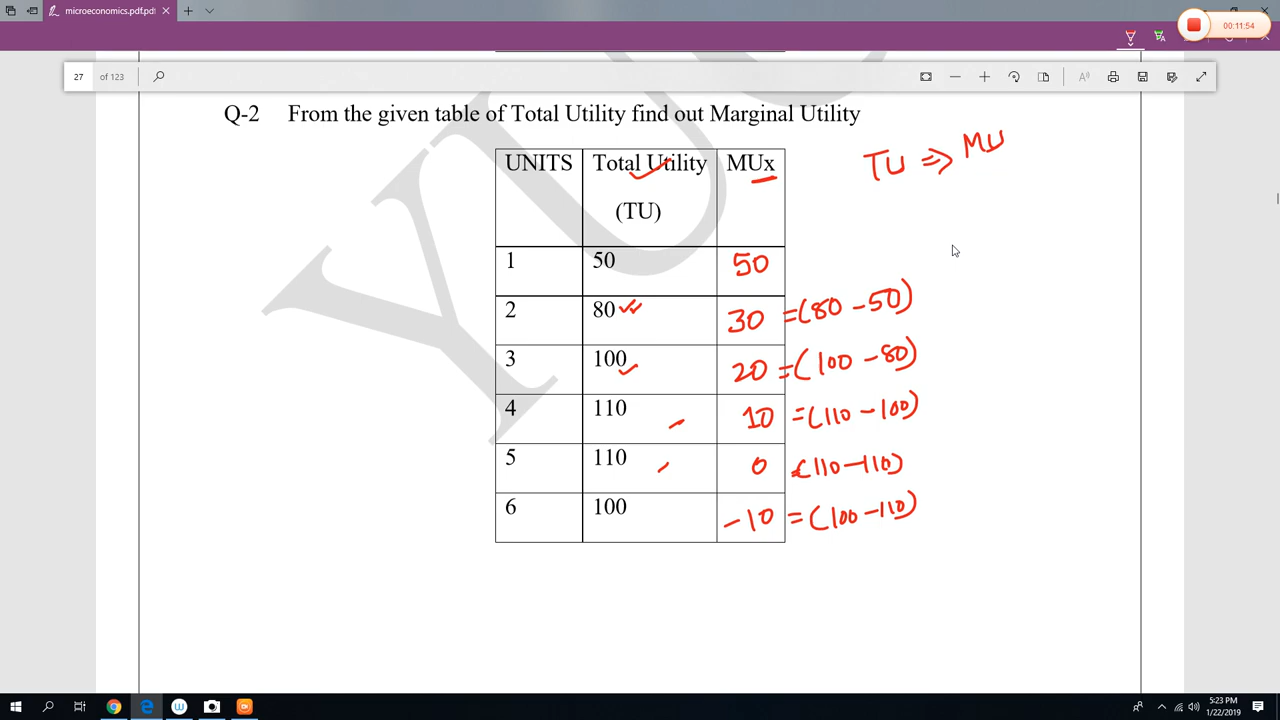 microeconomics.pdf.pdf
00:11:54
27 of 123
Q-2 From the given table of Total Utility find out Marginal Utility
UNITS Total Utility (TU) MUx
TU => MU
1 50 50
2 80 30 =(80-50)
3 100 20 =(100-80)
4 110 10 =(110-100)
5 110 0 (110-110)
6 100 -10 =(100-110)
5:23 PM
1/22/2019